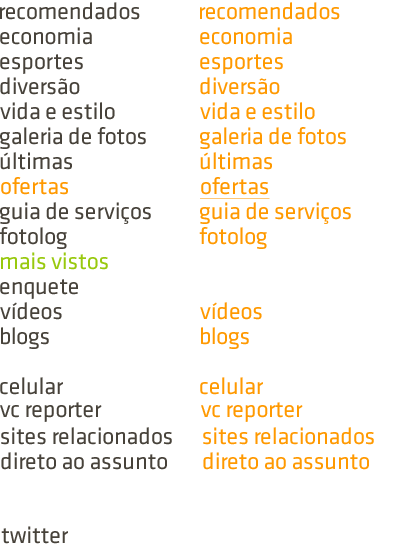 recomendados recomendados
economia economia
esportes esportes
diversão diversão
vida e estilo vida e estilo
galeria de fotos galeria de fotos
últimas últimas
ofertas ofertas
guia de serviços guia de serviços
fotolog fotolog
mais vistos
enquete
vídeos vídeos
blogs blogs
celular celular
vc reporter vc reporter
sites relacionados sites relacionados
direto ao assunto direto ao assunto
twitter